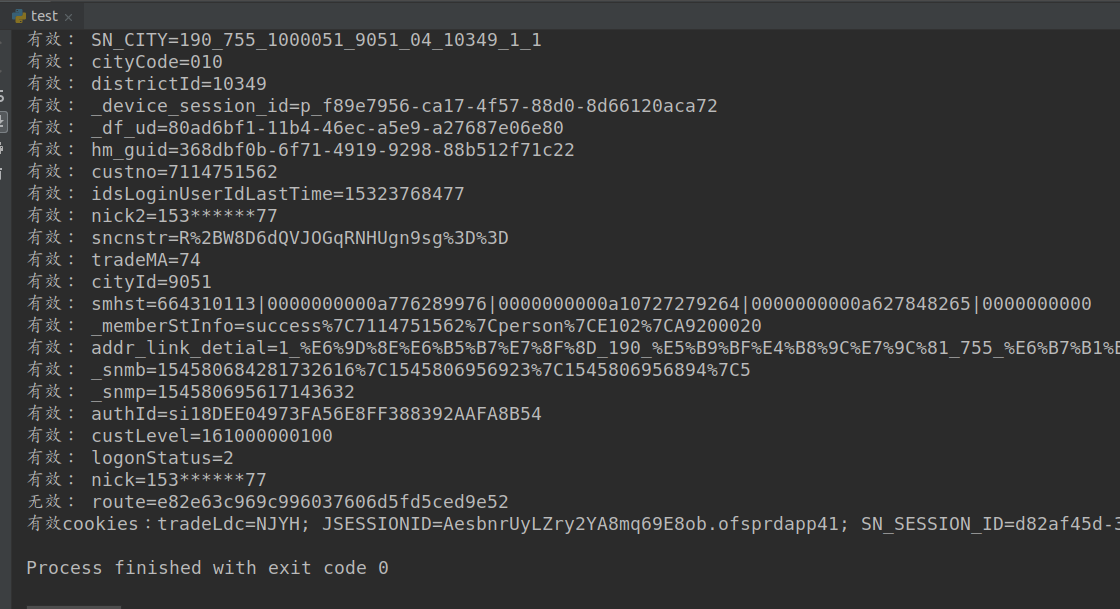 test
有效： SN_CITY=190_755_1000051_9051_04_10349_1_1
有效： cityCode=010
有效： districtId=10349
有效： _device_session_id=p_f89e7956-ca17-4f57-88d0-8d66120aca72
有效： _df_ud=80ad6bf1-11b4-46ec-a5e9-a27687e06e80
有效： hm_guid=368dbf0b-6f71-4919-9298-88b512f71c22
有效： custno=7114751562
有效： idsLoginUserIdLastTime=15323768477
有效： nick2=153******77
有效： sncnstr=R%2BW8D6dQVJOGqRNHUgn9sg%3D%3D
有效： tradeMA=74
有效： cityId=9051
有效： smhst=664310113|0000000000a776289976|0000000000a10727279264|0000000000a627848265|0000000000
有效： _memberStInfo=success%7C7114751562%7Cperson%7CE102%7CA9200020
有效： addr_link_detial=1_%E6%9D%8E%E6%B5%B7%E7%8F%8D_190_%E5%B9%BF%E4%B8%9C%E7%9C%81_755_%E6%B7%B1%E
有效： _snmb=154580684281732616%7C1545806956923%7C1545806956894%7C5
有效： _snmp=154580695617143632
有效： authId=si18DEE04973FA56E8FF388392AAFA8B54
有效： custLevel=161000000100
有效： logonStatus=2
有效： nick=153******77
无效： route=e82e63c969c996037606d5fd5ced9e52
有效cookies：tradeLdc=NJYH; JSESSIONID=AesbnrUyLZry2YA8mq69E8ob.ofsprdapp41; SN_SESSION_ID=d82af45d-3
Process finished with exit code 0